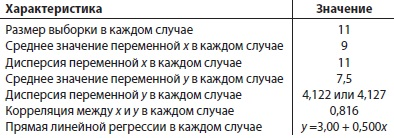 Характеристика Значение
Размер выборки в каждом случае 11
Среднее значение переменной x в каждом случае 9
Дисперсия переменной x в каждом случае 11
Среднее значение переменной y в каждом случае 7,5
Дисперсия переменной y в каждом случае 4,122 или 4,127
Корреляция между x и y в каждом случае 0,816
Прямая линейной регрессии в каждом случае y =3,00 + 0,500x